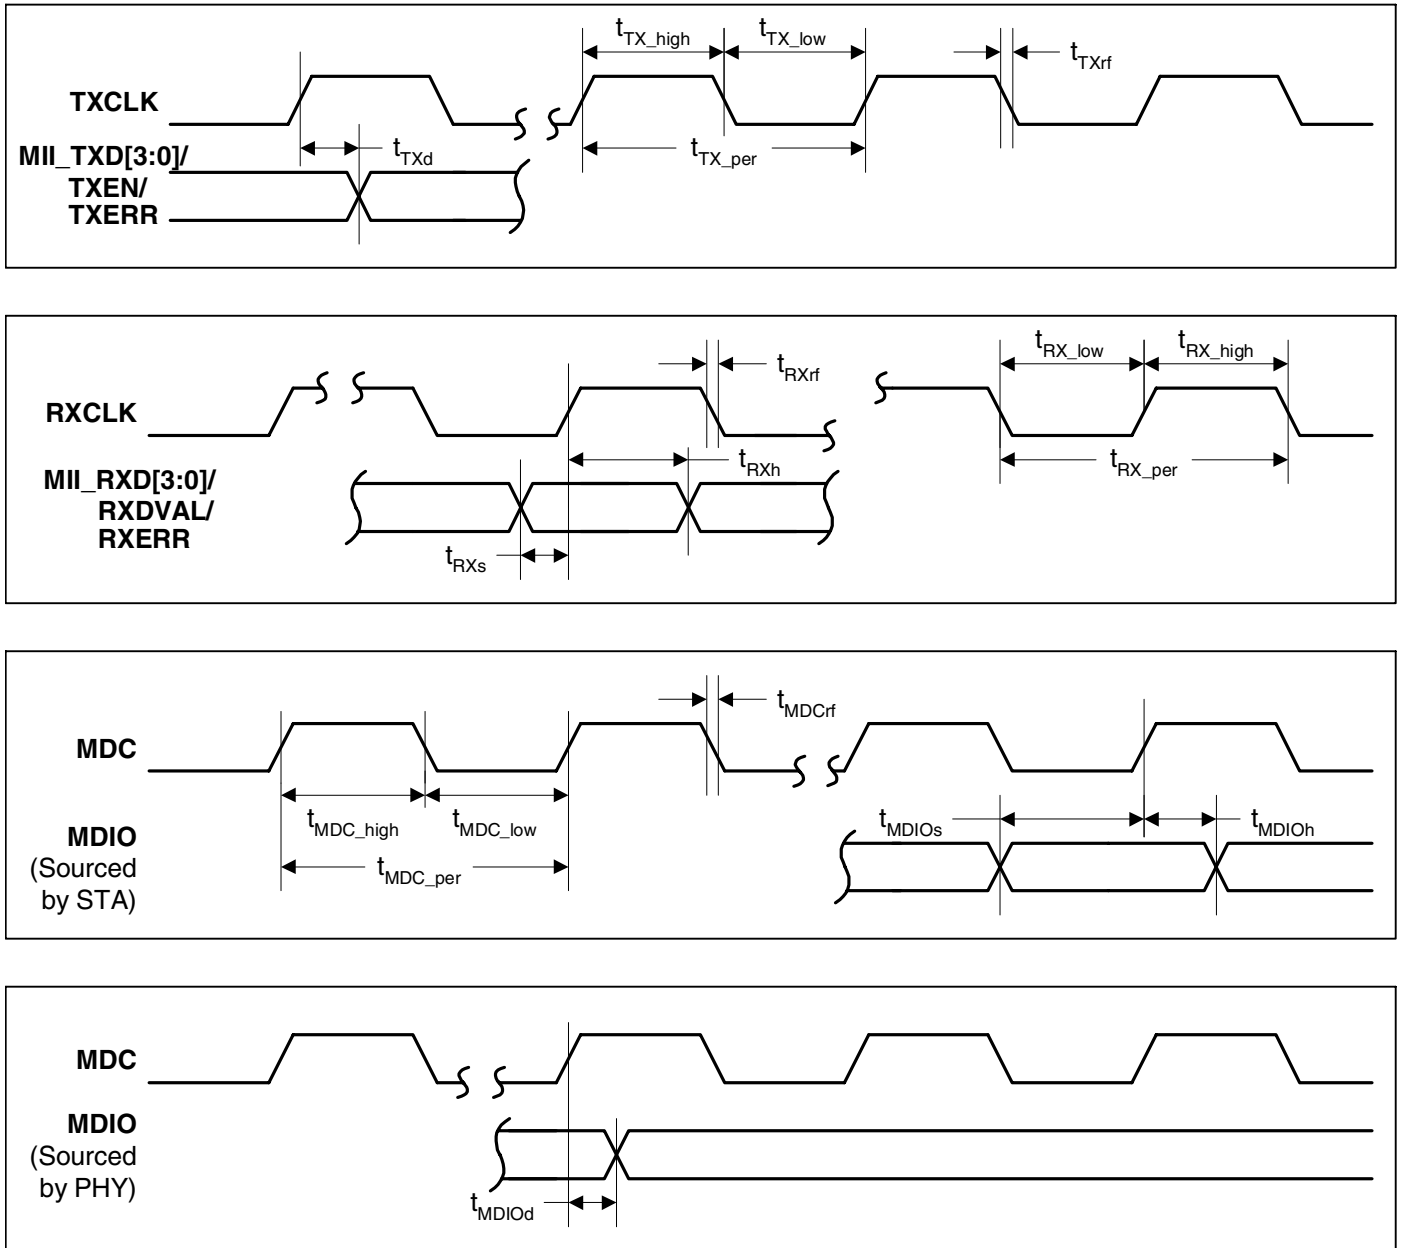 t_TX_high t_TX_low t_TXrf
TXCLK
MII_TXD[3:0]/ t_TXd t_TX_per
TXEN/
TXERR
t_RX_low t_RX_high
t_RXrf
RXCLK
t_RXh t_RX_per
MII_RXD[3:0]/
RXDVAL/
RXERR
t_RXs
t_MDCrf
MDC
t_MDC_high t_MDC_low t_MDIOs t_MDIOh
MDIO
(Sourced t_MDC_per
by STA)
MDC
MDIO
(Sourced
by PHY)
t_MDIOd